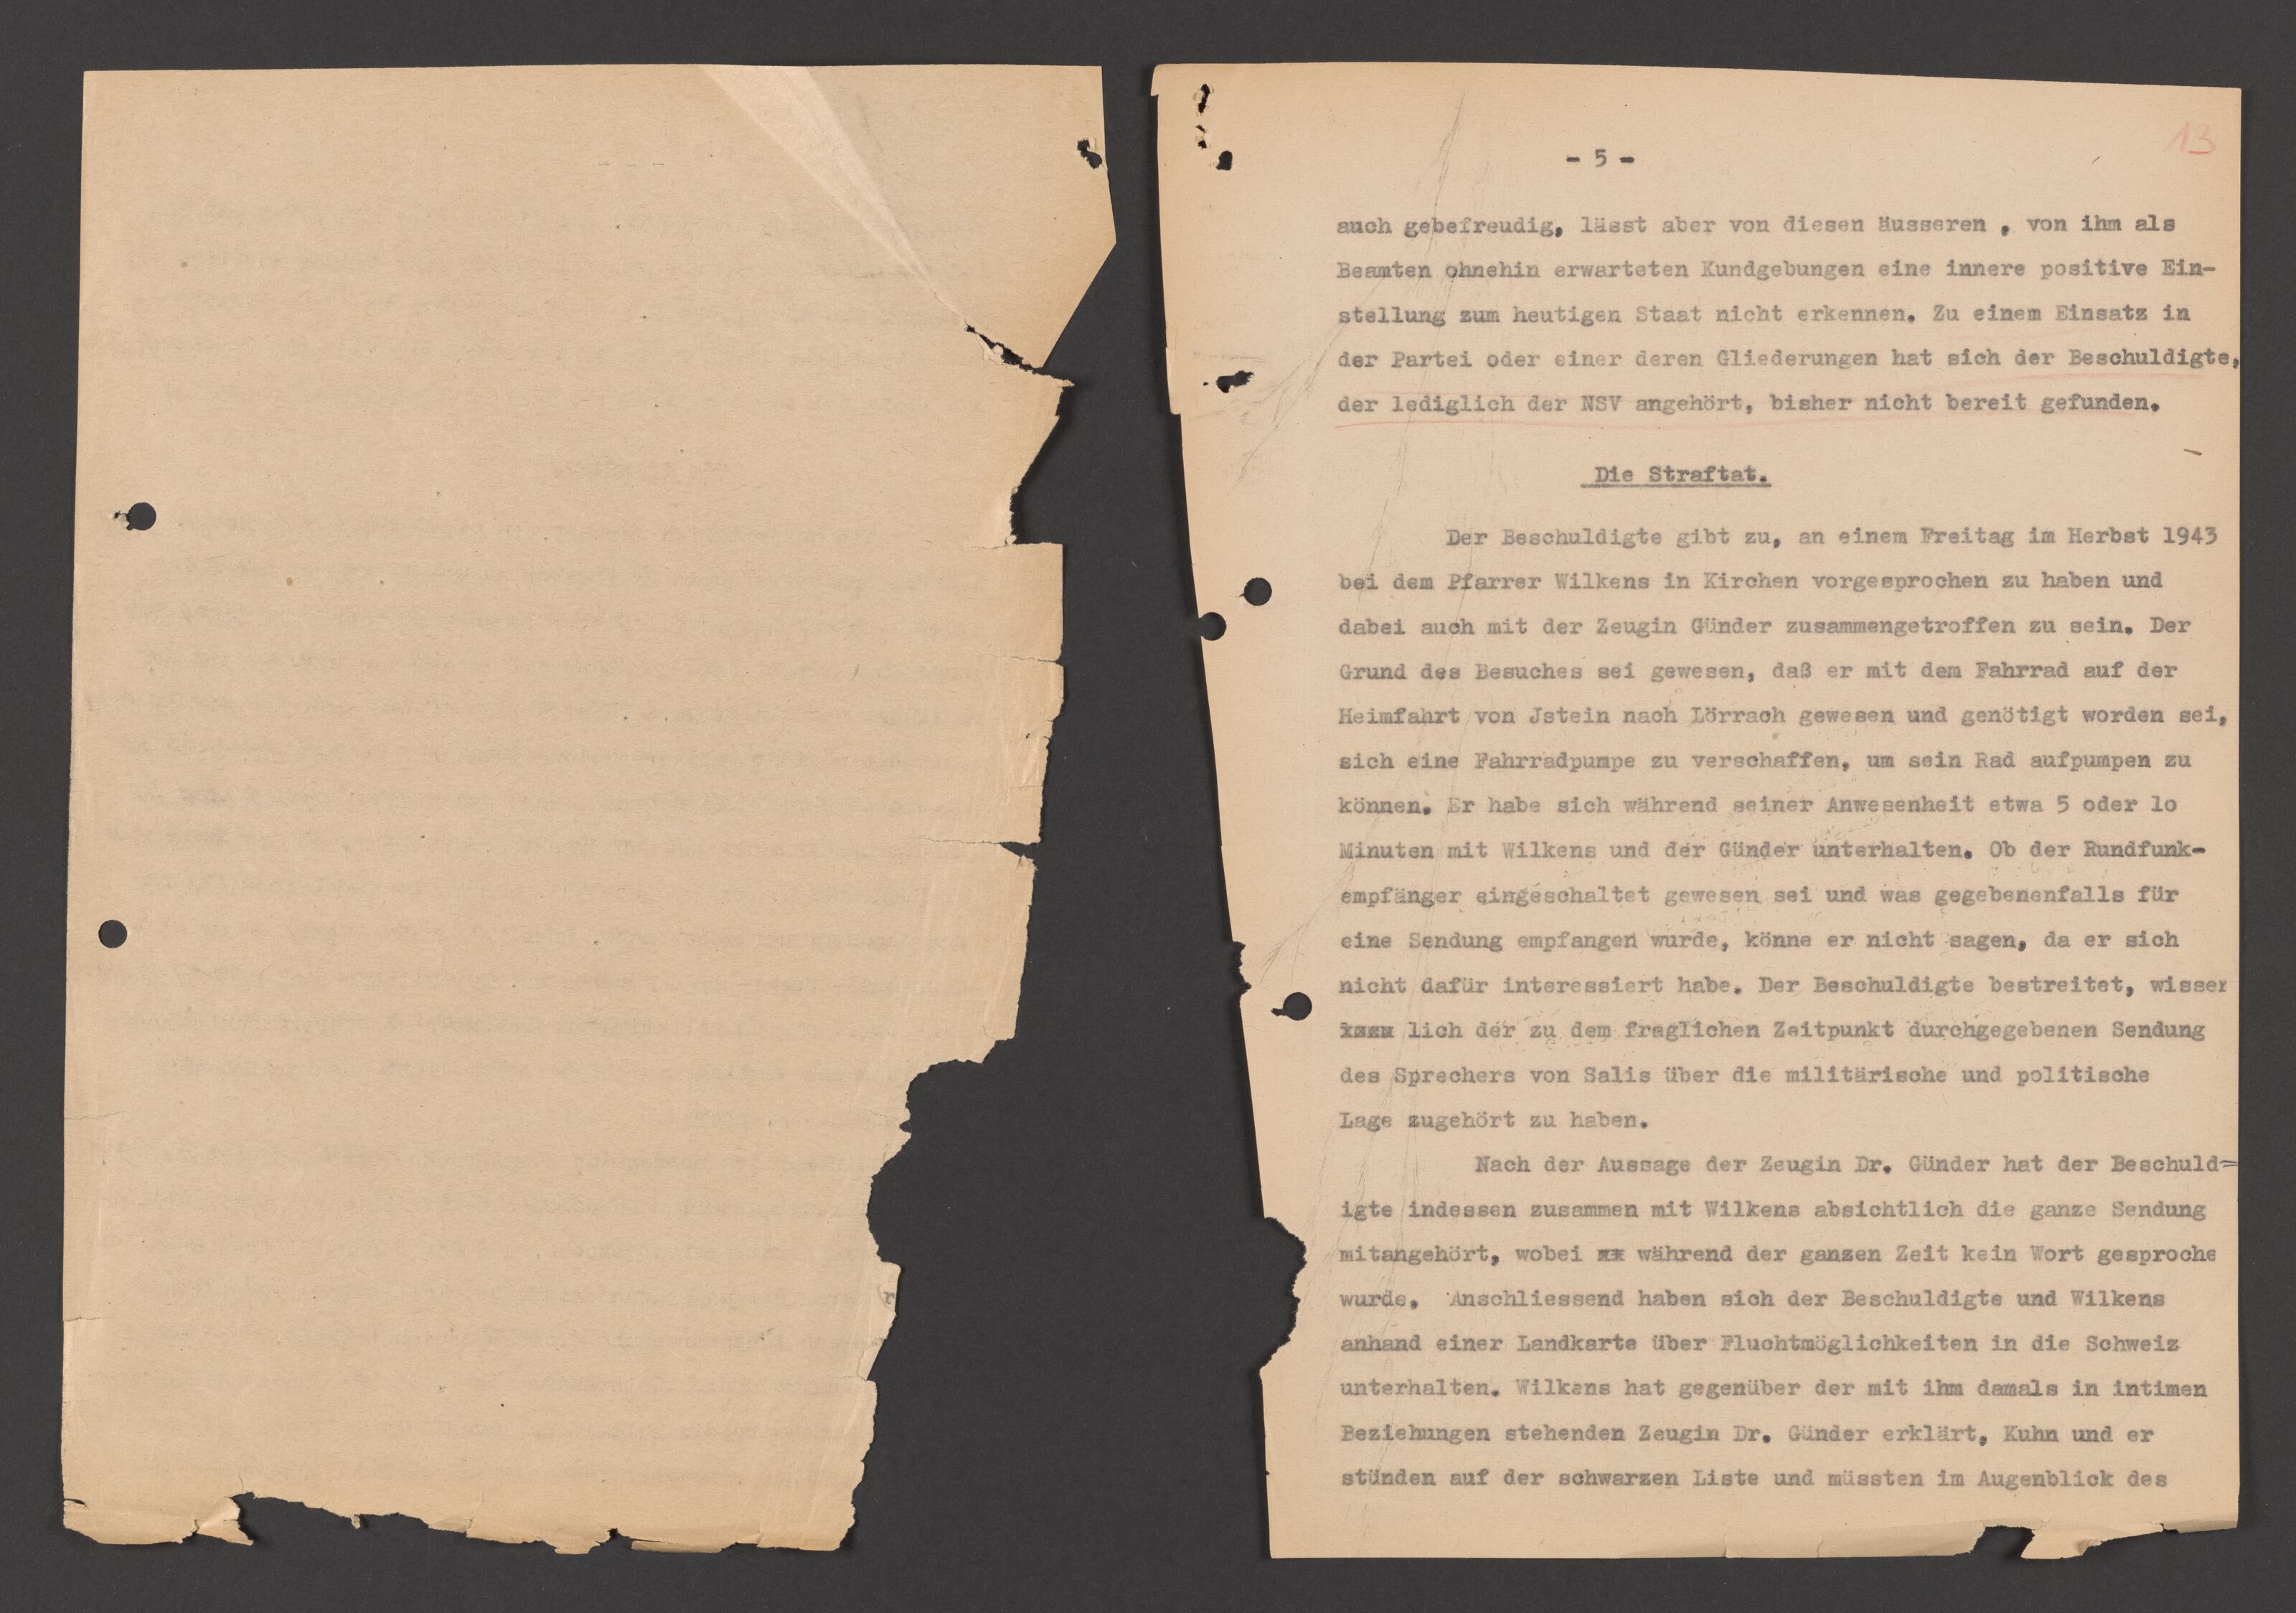 13
- 5 -
auch gebefreudig, lässt aber von diesen äusseren , von ihm als
Beamten ohnehin erwarteten Kundgebungen eine innere positive Ein-
stellung zum heutigen Staat nicht erkennen. Zu einem Einsatz in
der Partei oder einer deren Gliederungen hat sich der Beschuldigte,
der lediglich der NSV angehört, bisher nicht bereit gefunden.
Die Straftat.
Der Beschuldigte gibt zu, an einem Freitag im Herbst 1943
bei dem Pfarrer Wilkens in Kirchen vorgesprochen zu haben und
dabei auch mit der Zeugin Günder zusammengetroffen zu sein. Der
Grund des Besuches sei gewesen, daß er mit dem Fahrrad auf der
Heimfahrt von Jstein nach Lörrach gewesen und genötigt worden sei,
sich eine Fahrradpumpe zu verschaffen, um sein Rad aufpumpen zu
können. Er habe sich während seiner Anwesenheit etwa 5 oder lo
Minuten mit Wilkens und der Günder unterhalten. Ob der Rundfunk-
empfänger eingeschaltet gewesen sei und was gegebenenfalls für
eine Sendung empfangen wurde, könne er nicht sagen, da er sich
nicht dafür interessiert habe. Der Beschuldigte bestreitet, wissen
lich der zu dem fraglichen Zeitpunkt durchgegebenen Sendung
des Sprechers von Salis über die militärische und politische
Lage zugehört zu haben.
Nach der Aussage der Zeugin Dr. Günder hat der Beschuld=
igte indessen zusammen mit Wilkens absichtlich die ganze Sendung
mitangehört, wobei während der ganzen Zeit kein Wort gesproche
wurde. Anschliessend haben sich der Beschuldigte und Wilkens
anhand einer Landkarte über Fluchtmöglichkeiten in die Schweiz
unterhalten. Wilkens hat gegenüber der mit ihm damals in intimen
Beziehungen stehenden Zeugin Dr. Günder erklärt, Kuhn und er
stünden auf der schwarzen Liste und müssten im Augenblick des